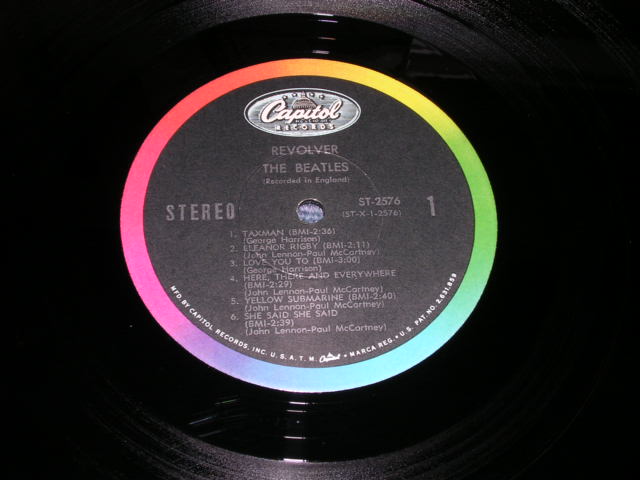 Capitol
RECORDS
REVOLVER
THE BEATLES
(Recorded in England)
STEREO
ST-2576
(ST-X-1-2576)
1
1. TAXMAN (BMI-2:36)
(George Harrison)
2. ELEANOR RIGBY (BMI-2:11)
(John Lennon-Paul McCartney)
3. LOVE YOU TO (BMI-3:00)
(George Harrison)
4. HERE, THERE AND EVERYWHERE
(BMI-2:29)
(John Lennon-Paul McCartney)
5. YELLOW SUBMARINE (BMI-2:40)
(John Lennon-Paul McCartney)
6. SHE SAID SHE SAID
(BMI-2:39)
(John Lennon-Paul McCartney)
MFD. BY CAPITOL RECORDS, INC. U.S.A. T.M. Capitol • MARCA REG. • U.S. PAT. NO. 2,631,859